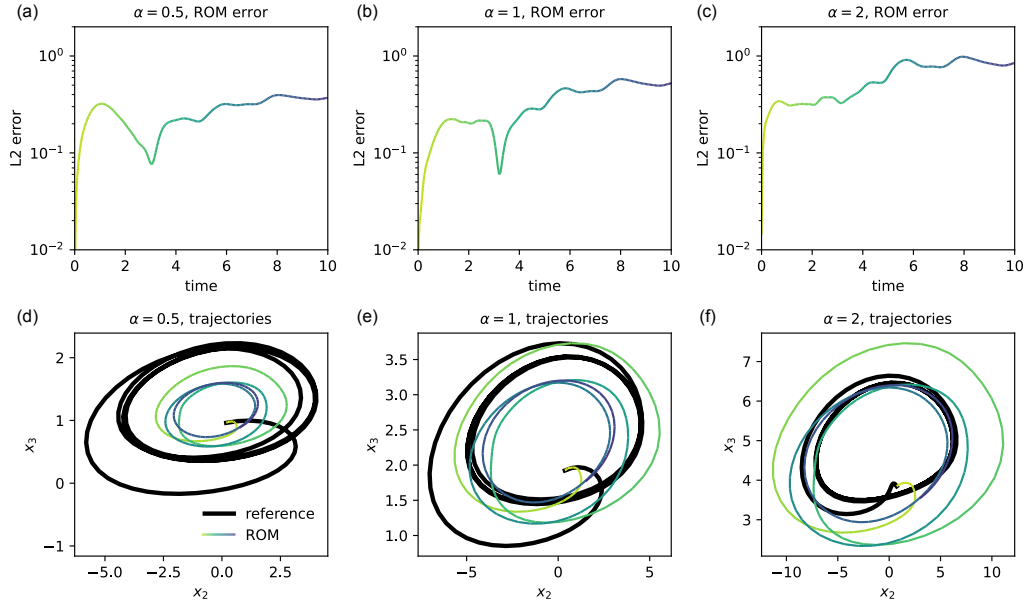 (a)
α = 0.5, ROM error
(b)
α = 1, ROM error
(c)
α = 2, ROM error
L2 error
10⁰
10⁻¹
10⁻²
0 2 4 6 8 10
time
L2 error
10⁰
10⁻¹
10⁻²
0 2 4 6 8 10
time
L2 error
10⁰
10⁻¹
10⁻²
0 2 4 6 8 10
time
(d)
α = 0.5, trajectories
(e)
α = 1, trajectories
(f)
α = 2, trajectories
x₃
2
1
0
−1
reference
ROM
−5.0 −2.5 0.0 2.5
x₂
x₃
3.5
3.0
2.5
2.0
1.5
1.0
−5 0 5
x₂
x₃
7
6
5
4
3
−10 −5 0 5 10
x₂